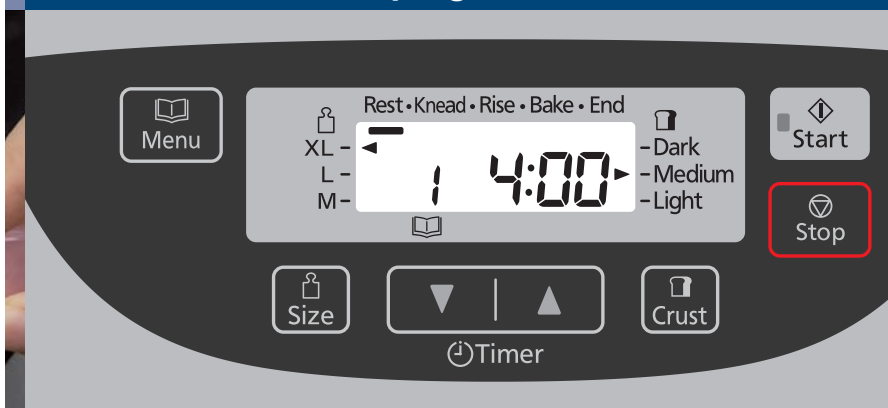 Rest • Knead • Rise • Bake • End
Menu
XL -
L -
M -
1 4:00
- Dark
- Medium
- Light
Start
Stop
Size
Timer
Crust